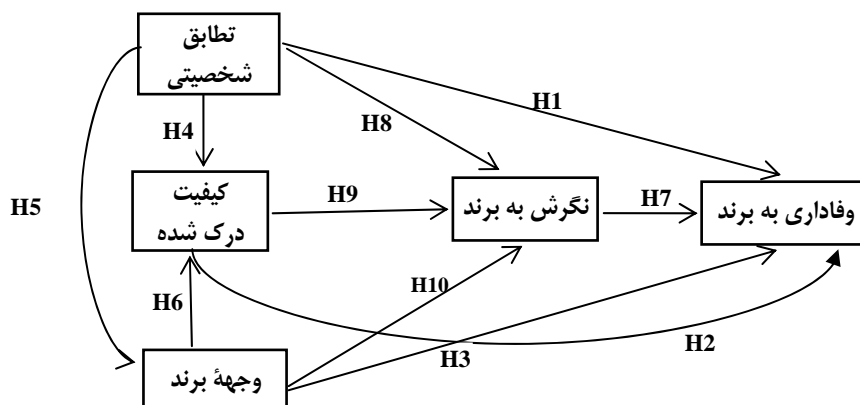 تطابق
شخصیتی
H1
H8
H4
کیفیت
درک شده
H9
نگرش به برند
H7
وفاداری به برند
H5
H6
H10
H3
H2
وجههٔ برند